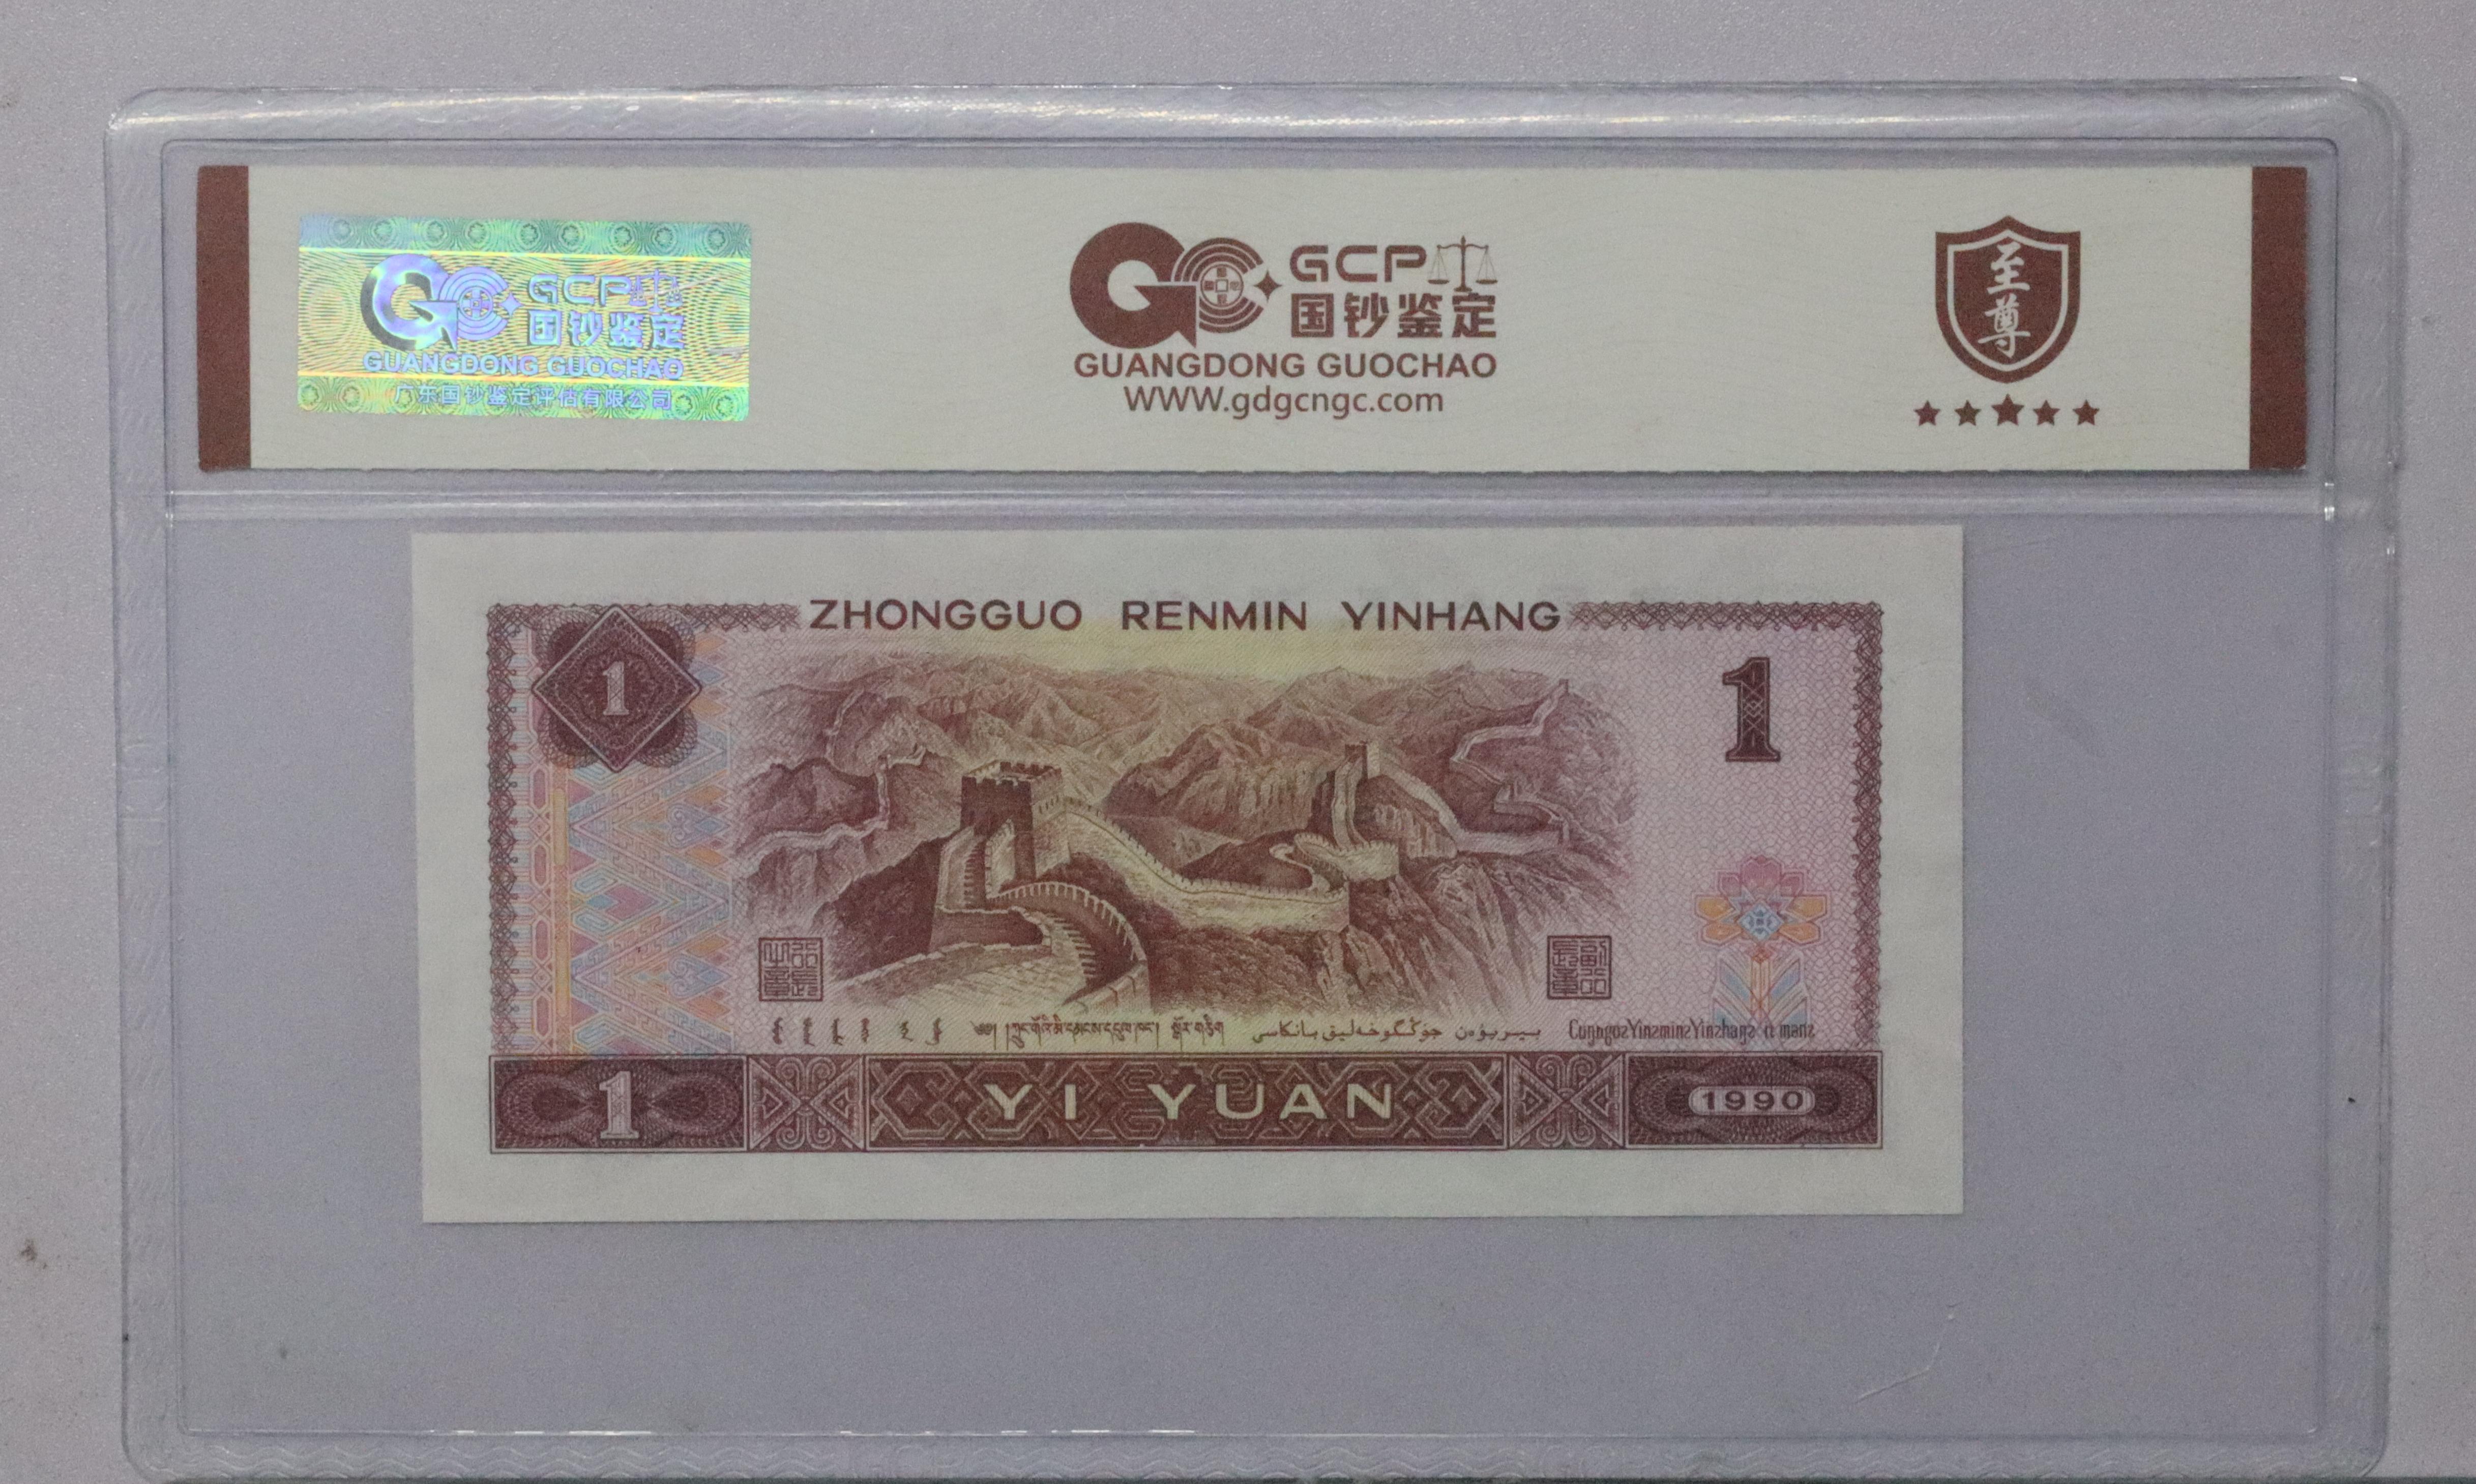 GCP
国钞鉴定
GUANGDONG GUOCHAO
广东国钞鉴定评估有限公司
GCP
国钞鉴定
GUANGDONG GUOCHAO
WWW.gdgcngc.com
至尊
ZHONGGUO RENMIN YINHANG
1
1
YI YUAN
1
1990